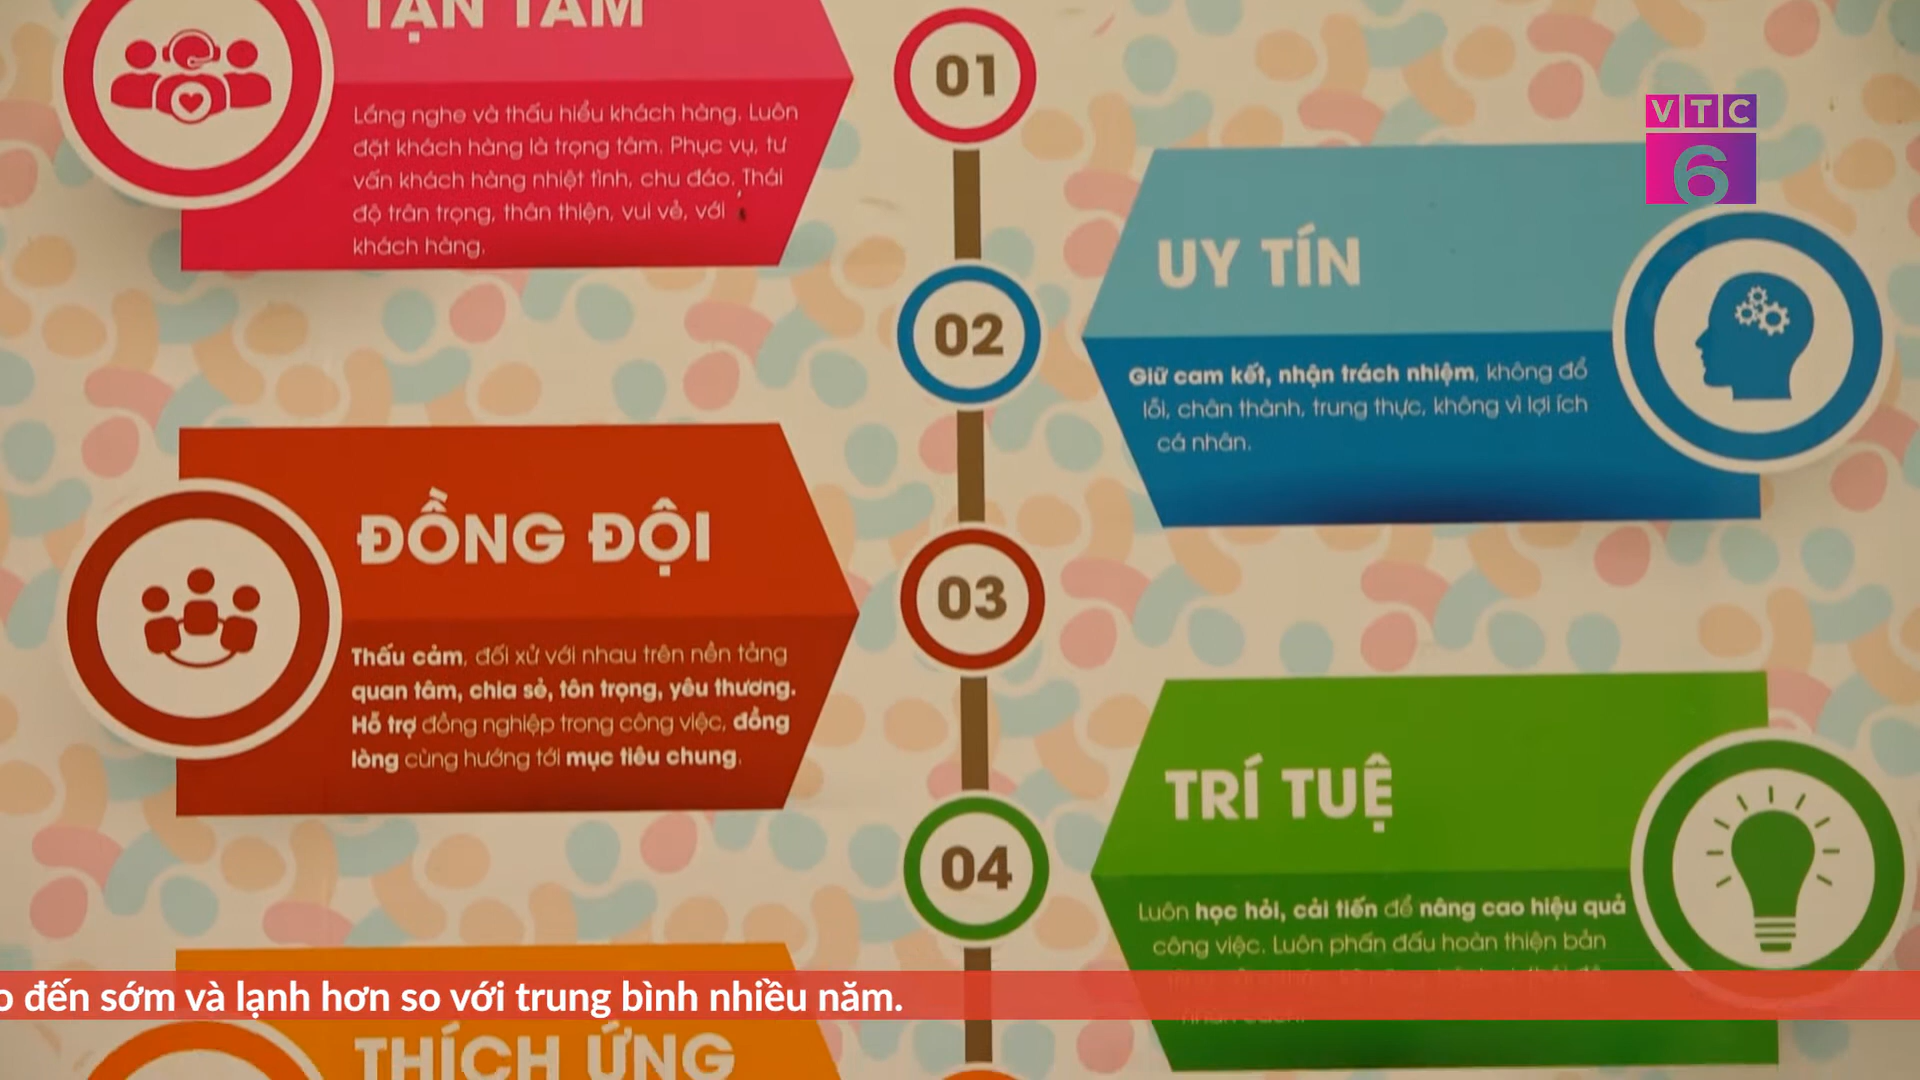 TẬN TÂM
Lắng nghe và thấu hiểu khách hàng. Luôn
đặt khách hàng là trọng tâm. Phục vụ, tư
vấn khách hàng nhiệt tình, chu đáo. Thái
độ trân trọng, thân thiện, vui vẻ, với
khách hàng.
01
VTC
6
UY TÍN
02
Giữ cam kết, nhận trách nhiệm, không đổ
lỗi, chân thành, trung thực, không vì lợi ích
cá nhân.
ĐỒNG ĐỘI
03
Thấu cảm, đối xử với nhau trên nền tảng
quan tâm, chia sẻ, tôn trọng, yêu thương.
Hỗ trợ đồng nghiệp trong công việc, đồng
lòng cùng hướng tới mục tiêu chung.
TRÍ TUỆ
04
Luôn học hỏi, cải tiến để nâng cao hiệu quả
công việc. Luôn phấn đấu hoàn thiện bản
đến sớm và lạnh hơn so với trung bình nhiều năm.
THÍCH ỨNG